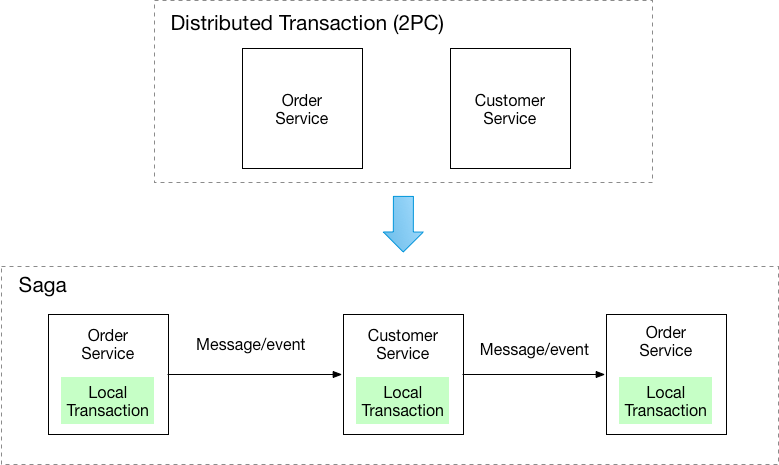 Distributed Transaction (2PC)
Order
Service
Customer
Service
Saga
Order
Service
Local
Transaction
Message/event
Customer
Service
Local
Transaction
Message/event
Order
Service
Local
Transaction